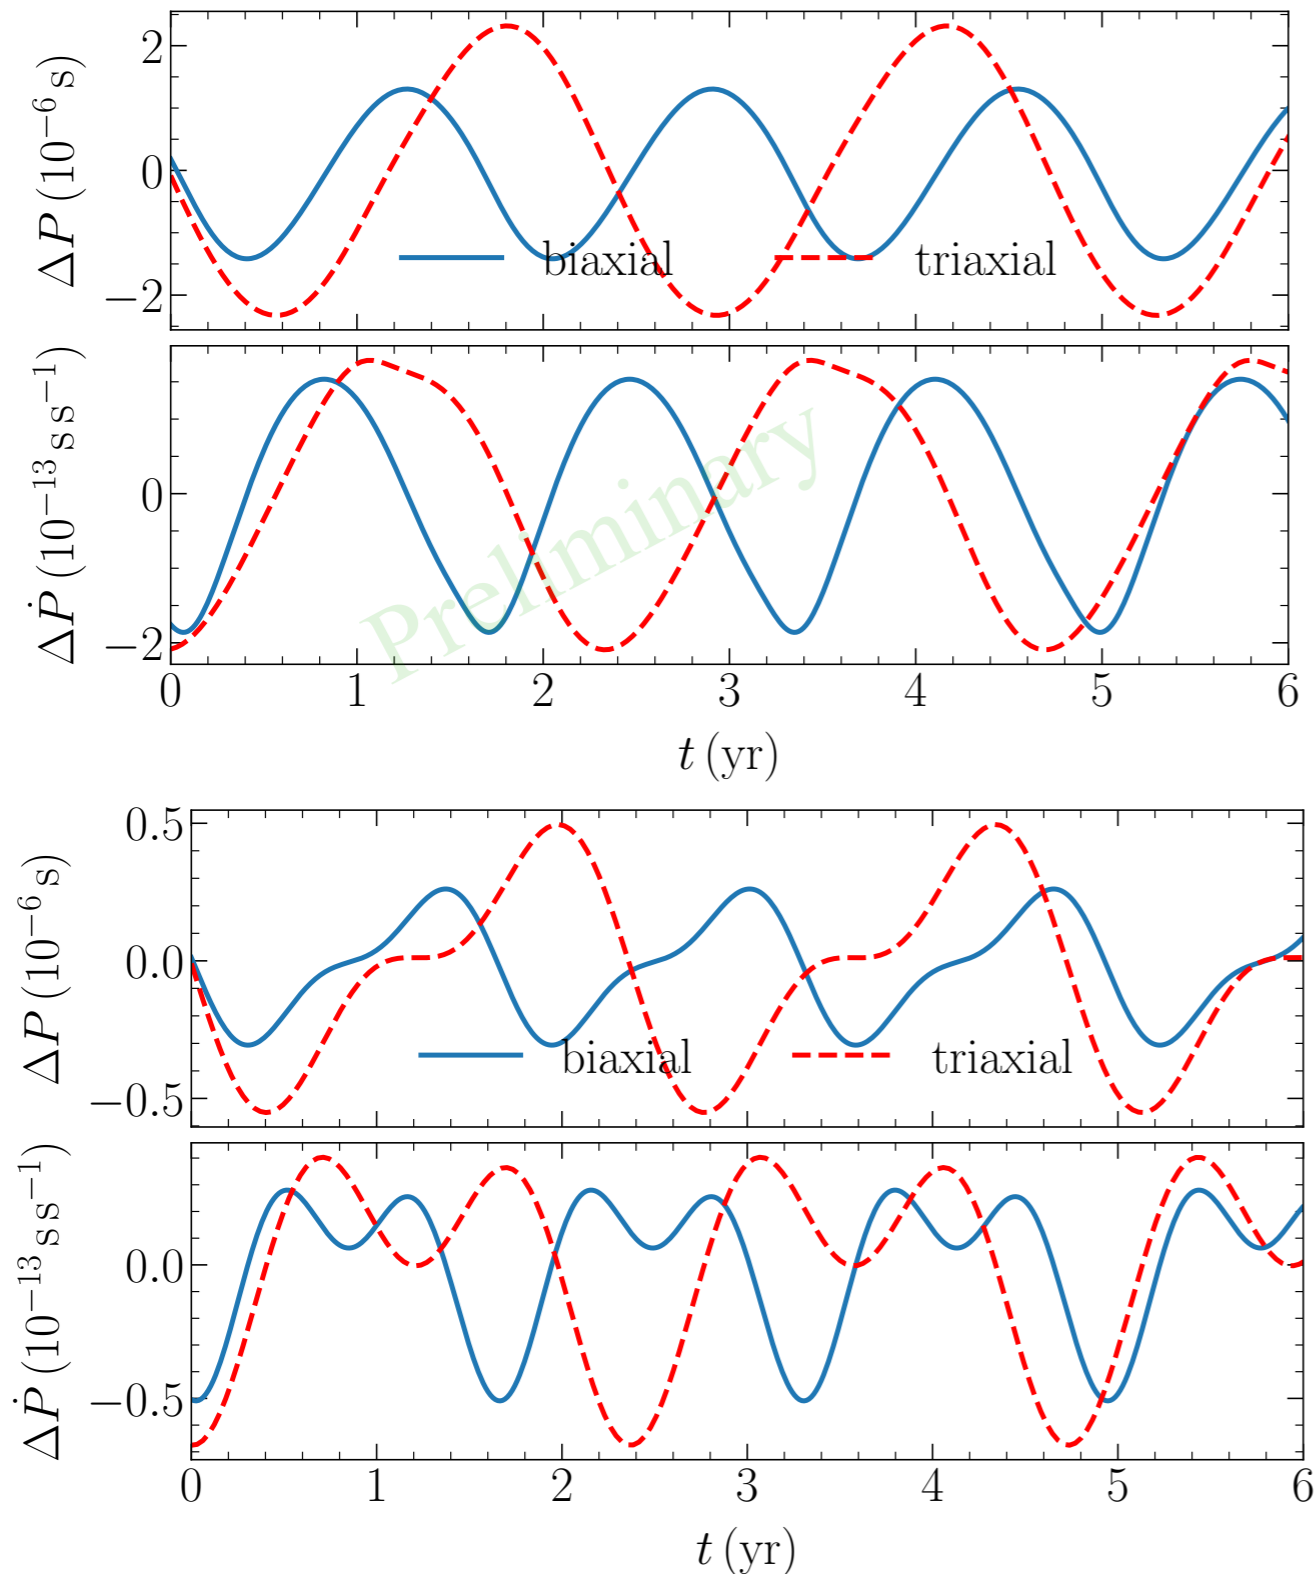 2
0
−2
ΔP (10⁻⁶ s)
biaxial triaxial
0
−2
ΔṖ (10⁻¹³ s s⁻¹)
Preliminary
0 1 2 3 4 5 6
t (yr)
0.5
0.0
−0.5
ΔP (10⁻⁶ s)
biaxial triaxial
0.0
−0.5
ΔṖ (10⁻¹³ s s⁻¹)
0 1 2 3 4 5 6
t (yr)